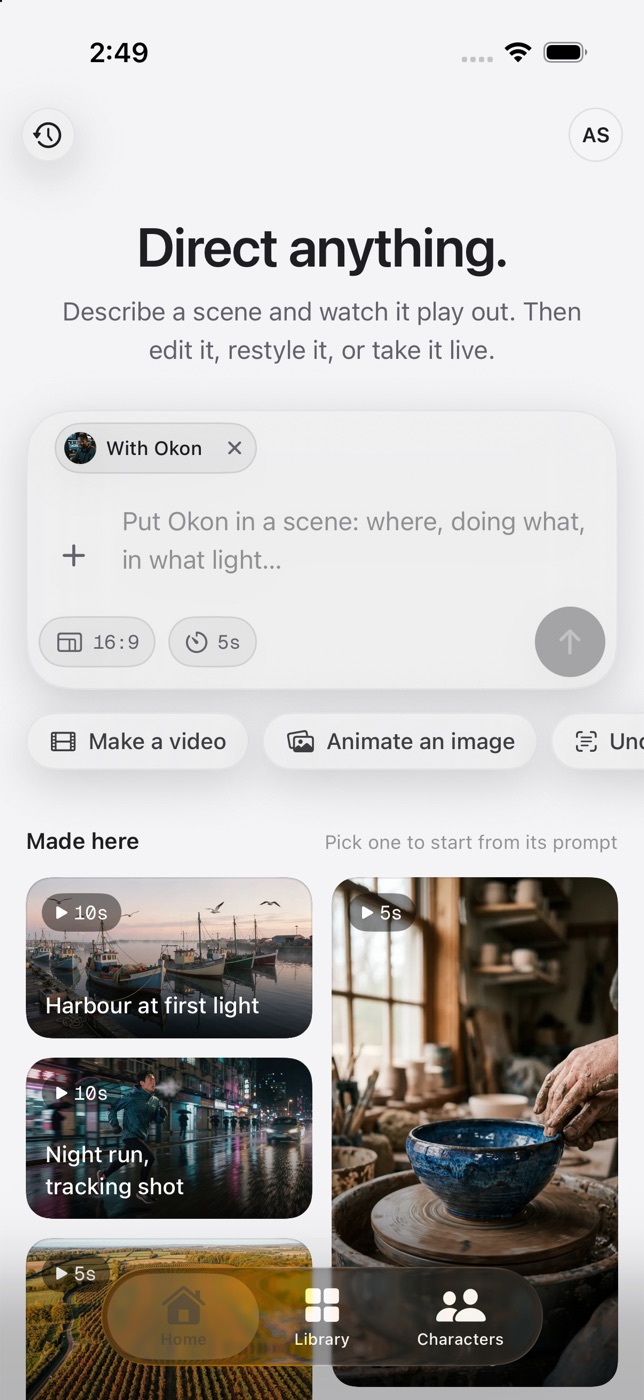 2:49
AS
Direct anything.
Describe a scene and watch it play out. Then
edit it, restyle it, or take it live.
With Okon
Put Okon in a scene: where, doing what,
in what light...
16:9
5s
Make a video
Animate an image
Und
Made here
Pick one to start from its prompt
10s
5s
Harbour at first light
10s
Night run,
tracking shot
5s
Home
Library
Characters